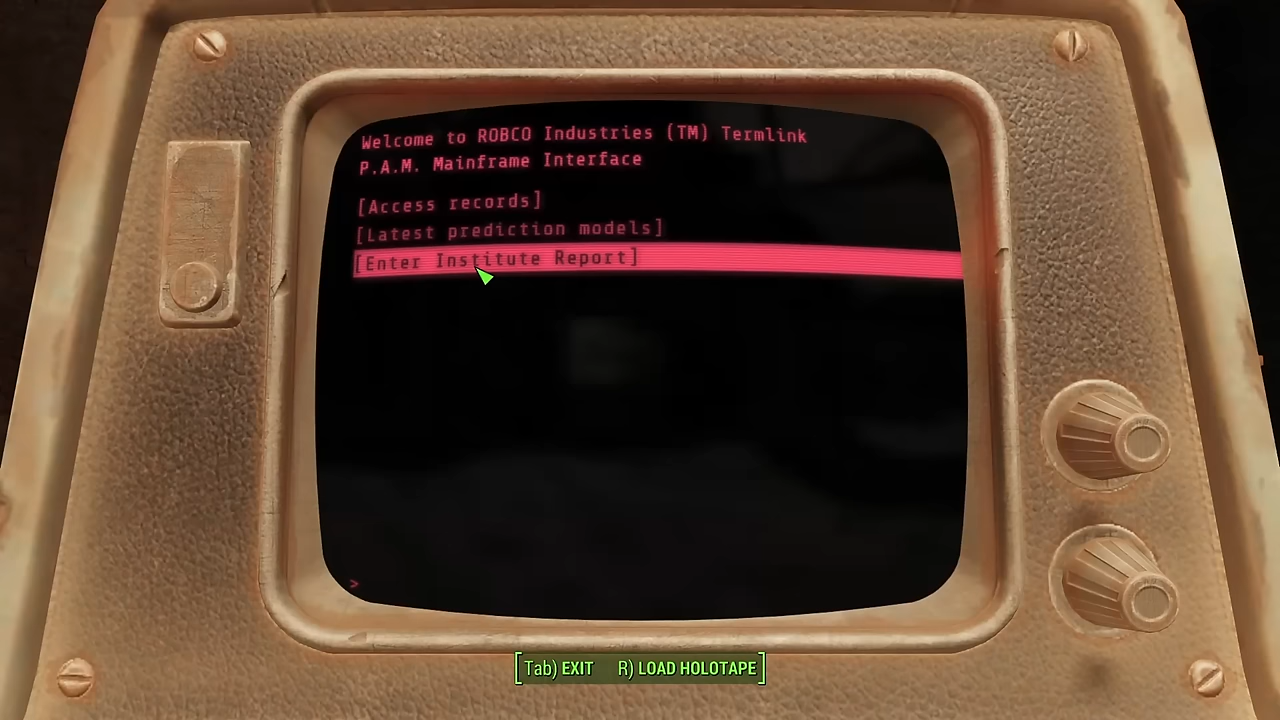 Welcome to ROBCO Industries (TM) Termlink
P.A.M. Mainframe Interface
[Access records]
[Latest prediction models]
[Enter Institute Report]
>
[Tab) EXIT R) LOAD HOLOTAPE]